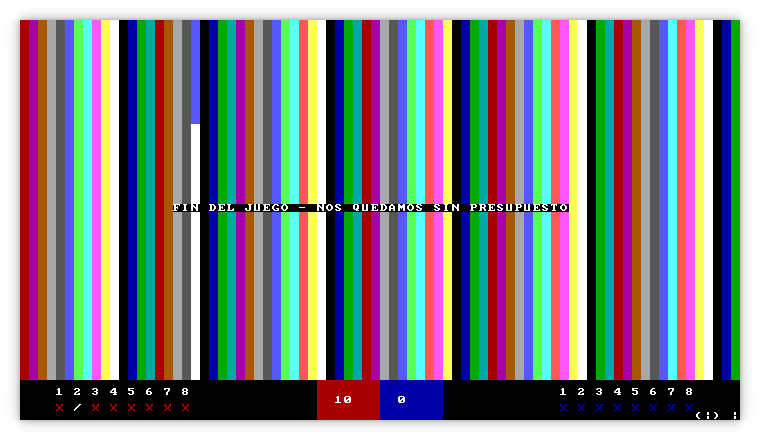 FIN DEL JUEGO - NOS QUEDAMOS SIN PRESUPUESTO
1 2 3 4 5 6 7 8 1 2 3 4 5 6 7 8
X / X X X X X X 10 0 X X X X X X X X
(¦) ¦